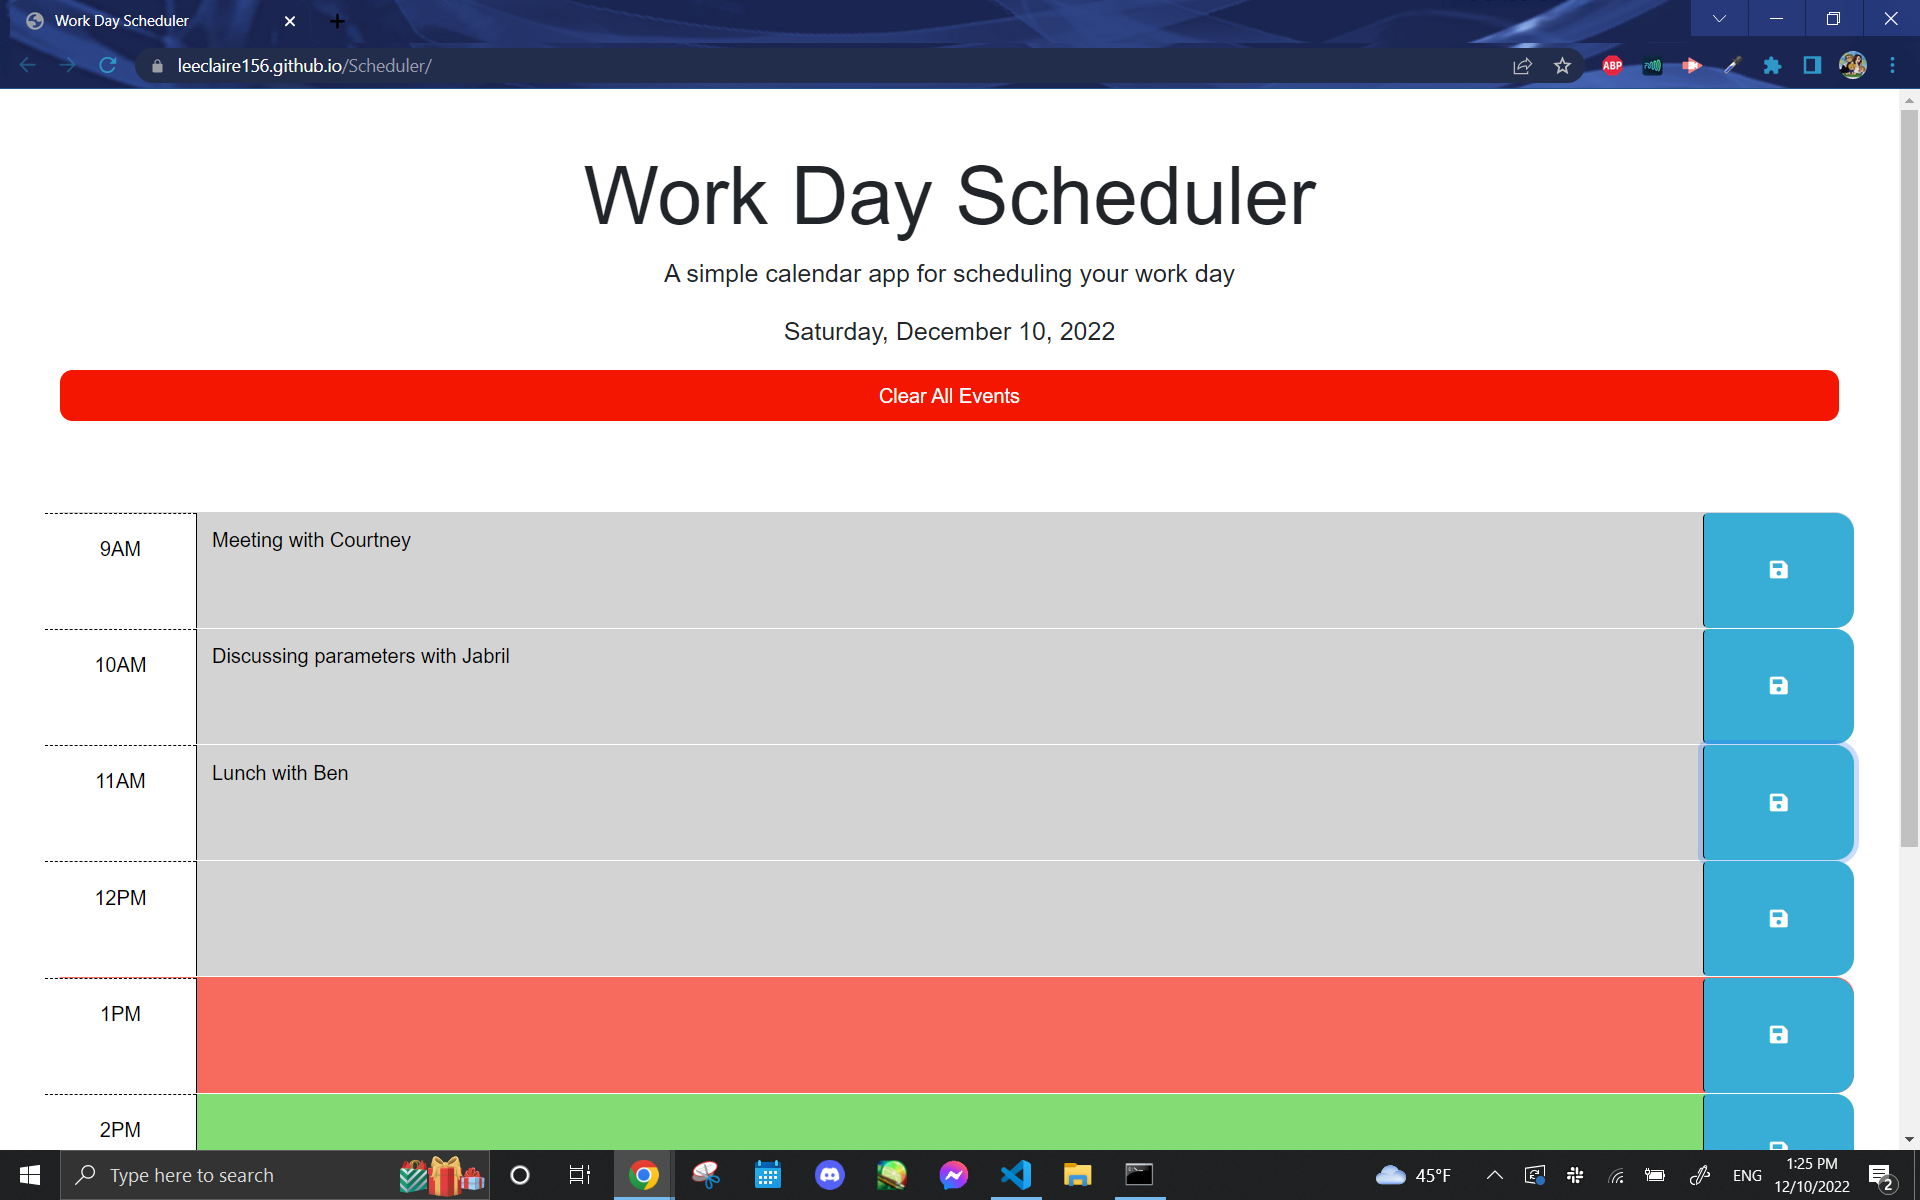 Work Day Scheduler
leeclaire156.github.io/Scheduler/
ABP
Work Day Scheduler
A simple calendar app for scheduling your work day
Saturday, December 10, 2022
Clear All Events
9AM
Meeting with Courtney
10AM
Discussing parameters with Jabril
11AM
Lunch with Ben
12PM
1PM
2PM
Type here to search
45°F
ENG
1:25 PM
12/10/2022
2